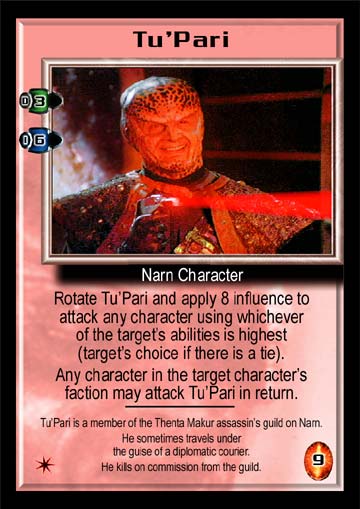 Tu'Pari
3
6
Narn Character
Rotate Tu'Pari and apply 8 influence to
attack any character using whichever
of the target's abilities is highest
(target's choice if there is a tie).
Any character in the target character's
faction may attack Tu'Pari in return.
Tu'Pari is a member of the Thenta Makur assassin's guild on Narn.
He sometimes travels under
the guise of a diplomatic courier.
He kills on commission from the guild.
9